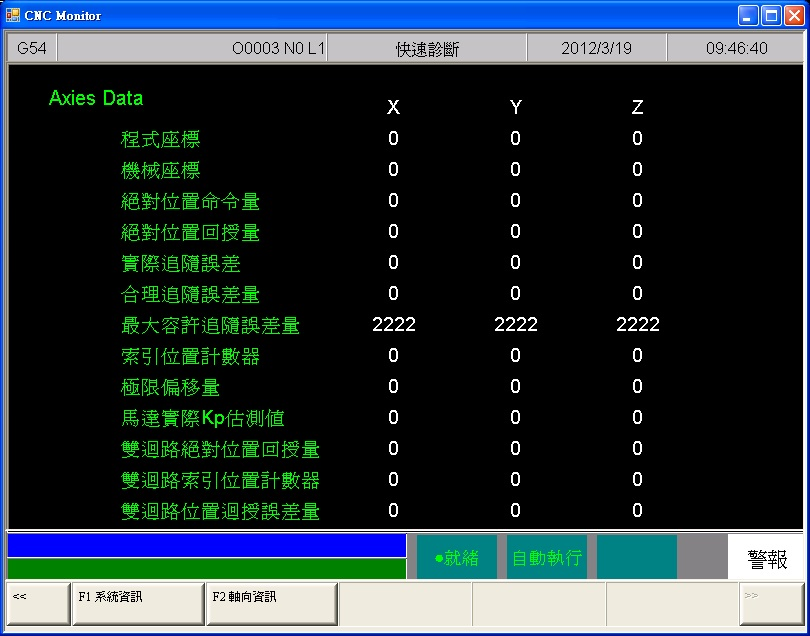 CNC Monitor
G54 O0003 N0 L1 快速診斷 2012/3/19 09:46:40
Axies Data
X Y Z
程式座標 0 0 0
機械座標 0 0 0
絕對位置命令量 0 0 0
絕對位置回授量 0 0 0
實際追隨誤差 0 0 0
合理追隨誤差量 0 0 0
最大容許追隨誤差量 2222 2222 2222
索引位置計數器 0 0 0
極限偏移量 0 0 0
馬達實際Kp估測值 0 0 0
雙迴路絕對位置回授量 0 0 0
雙迴路索引位置計數器 0 0 0
雙迴路位置迴授誤差量 0 0 0
●就緒 自動執行 警報
<< F1 系統資訊 F2 軸向資訊 >>